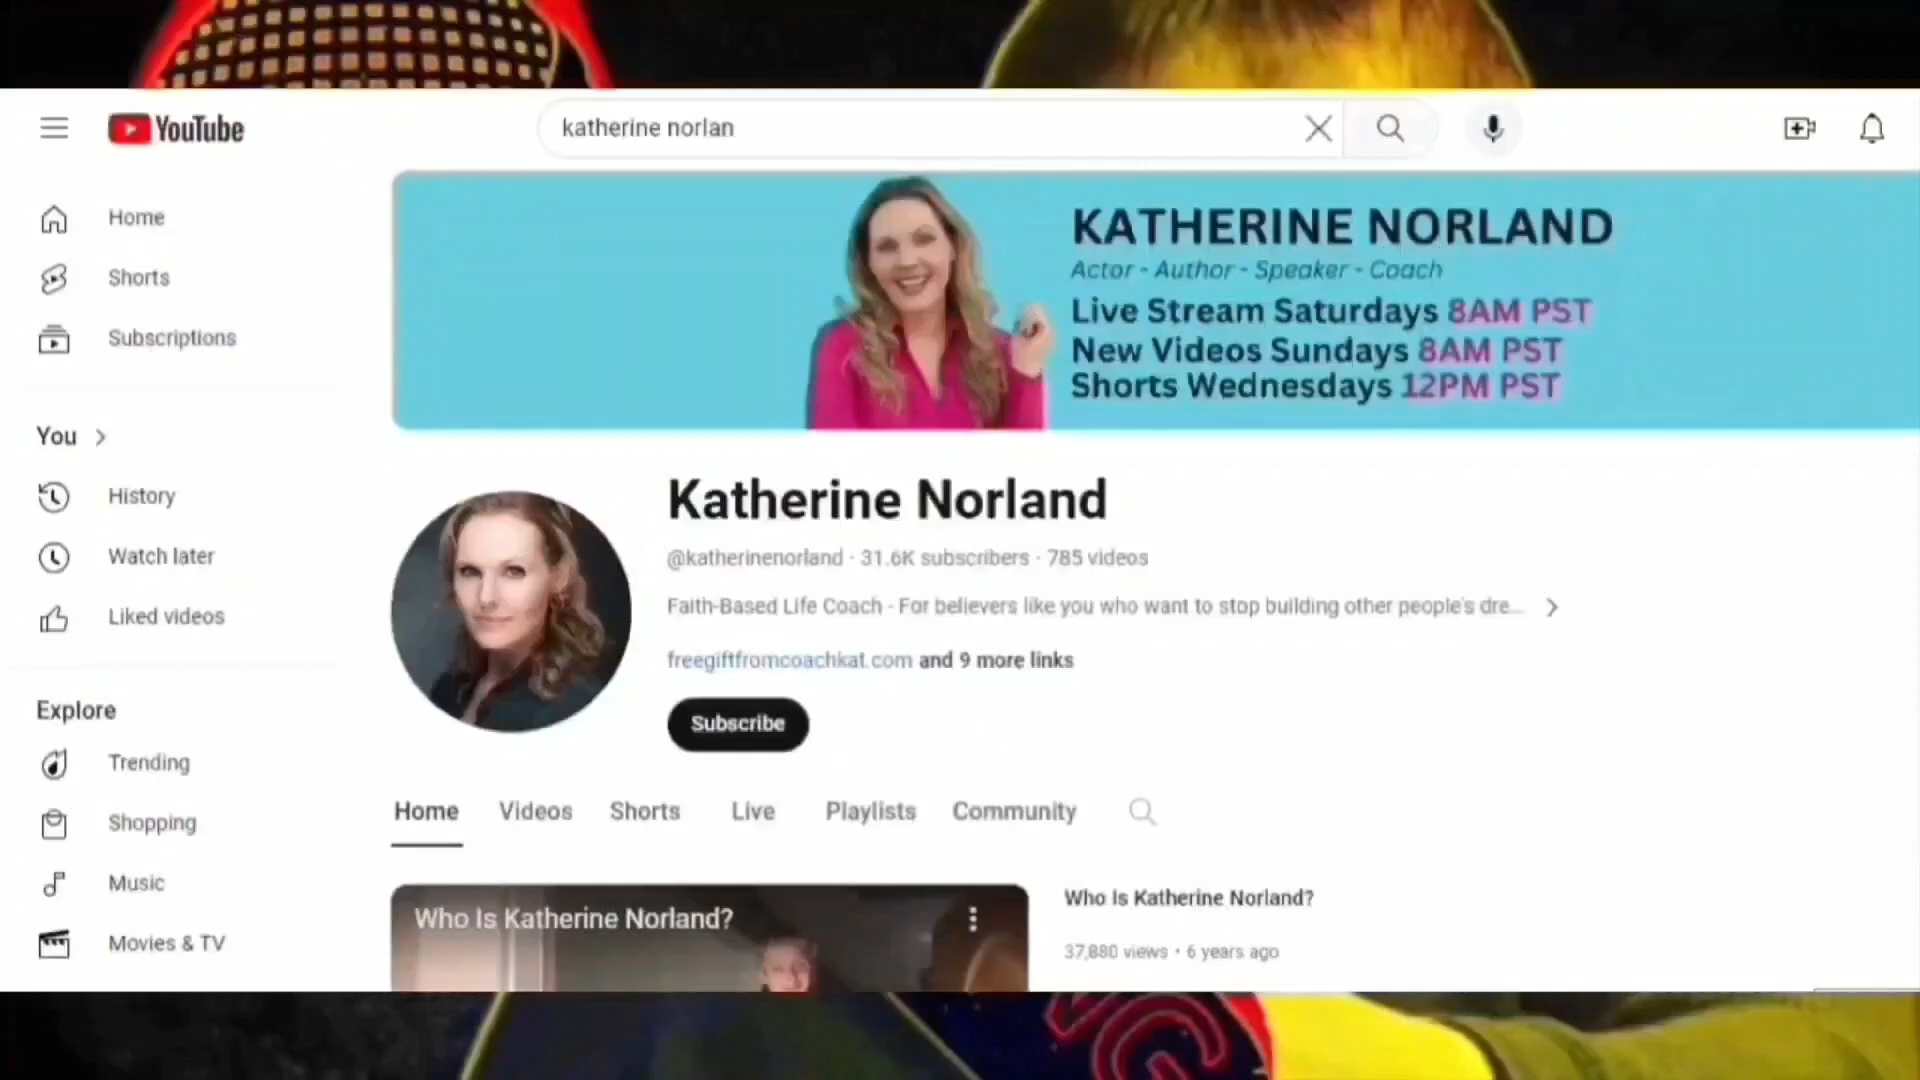 YouTube
katherine norlan
Home
Shorts
Subscriptions
You
History
Watch later
Liked videos
Explore
Trending
Shopping
Music
Movies & TV
KATHERINE NORLAND
Actor - Author - Speaker - Coach
Live Stream Saturdays 8AM PST
New Videos Sundays 8AM PST
Shorts Wednesdays 12PM PST
Katherine Norland
@katherinenorland · 31.6K subscribers · 785 videos
Faith-Based Life Coach - For believers like you who want to stop building other people's dre...
freegiftfromcoachkat.com and 9 more links
Subscribe
Home Videos Shorts Live Playlists Community
Who Is Katherine Norland?
Who Is Katherine Norland?
37,880 views • 6 years ago